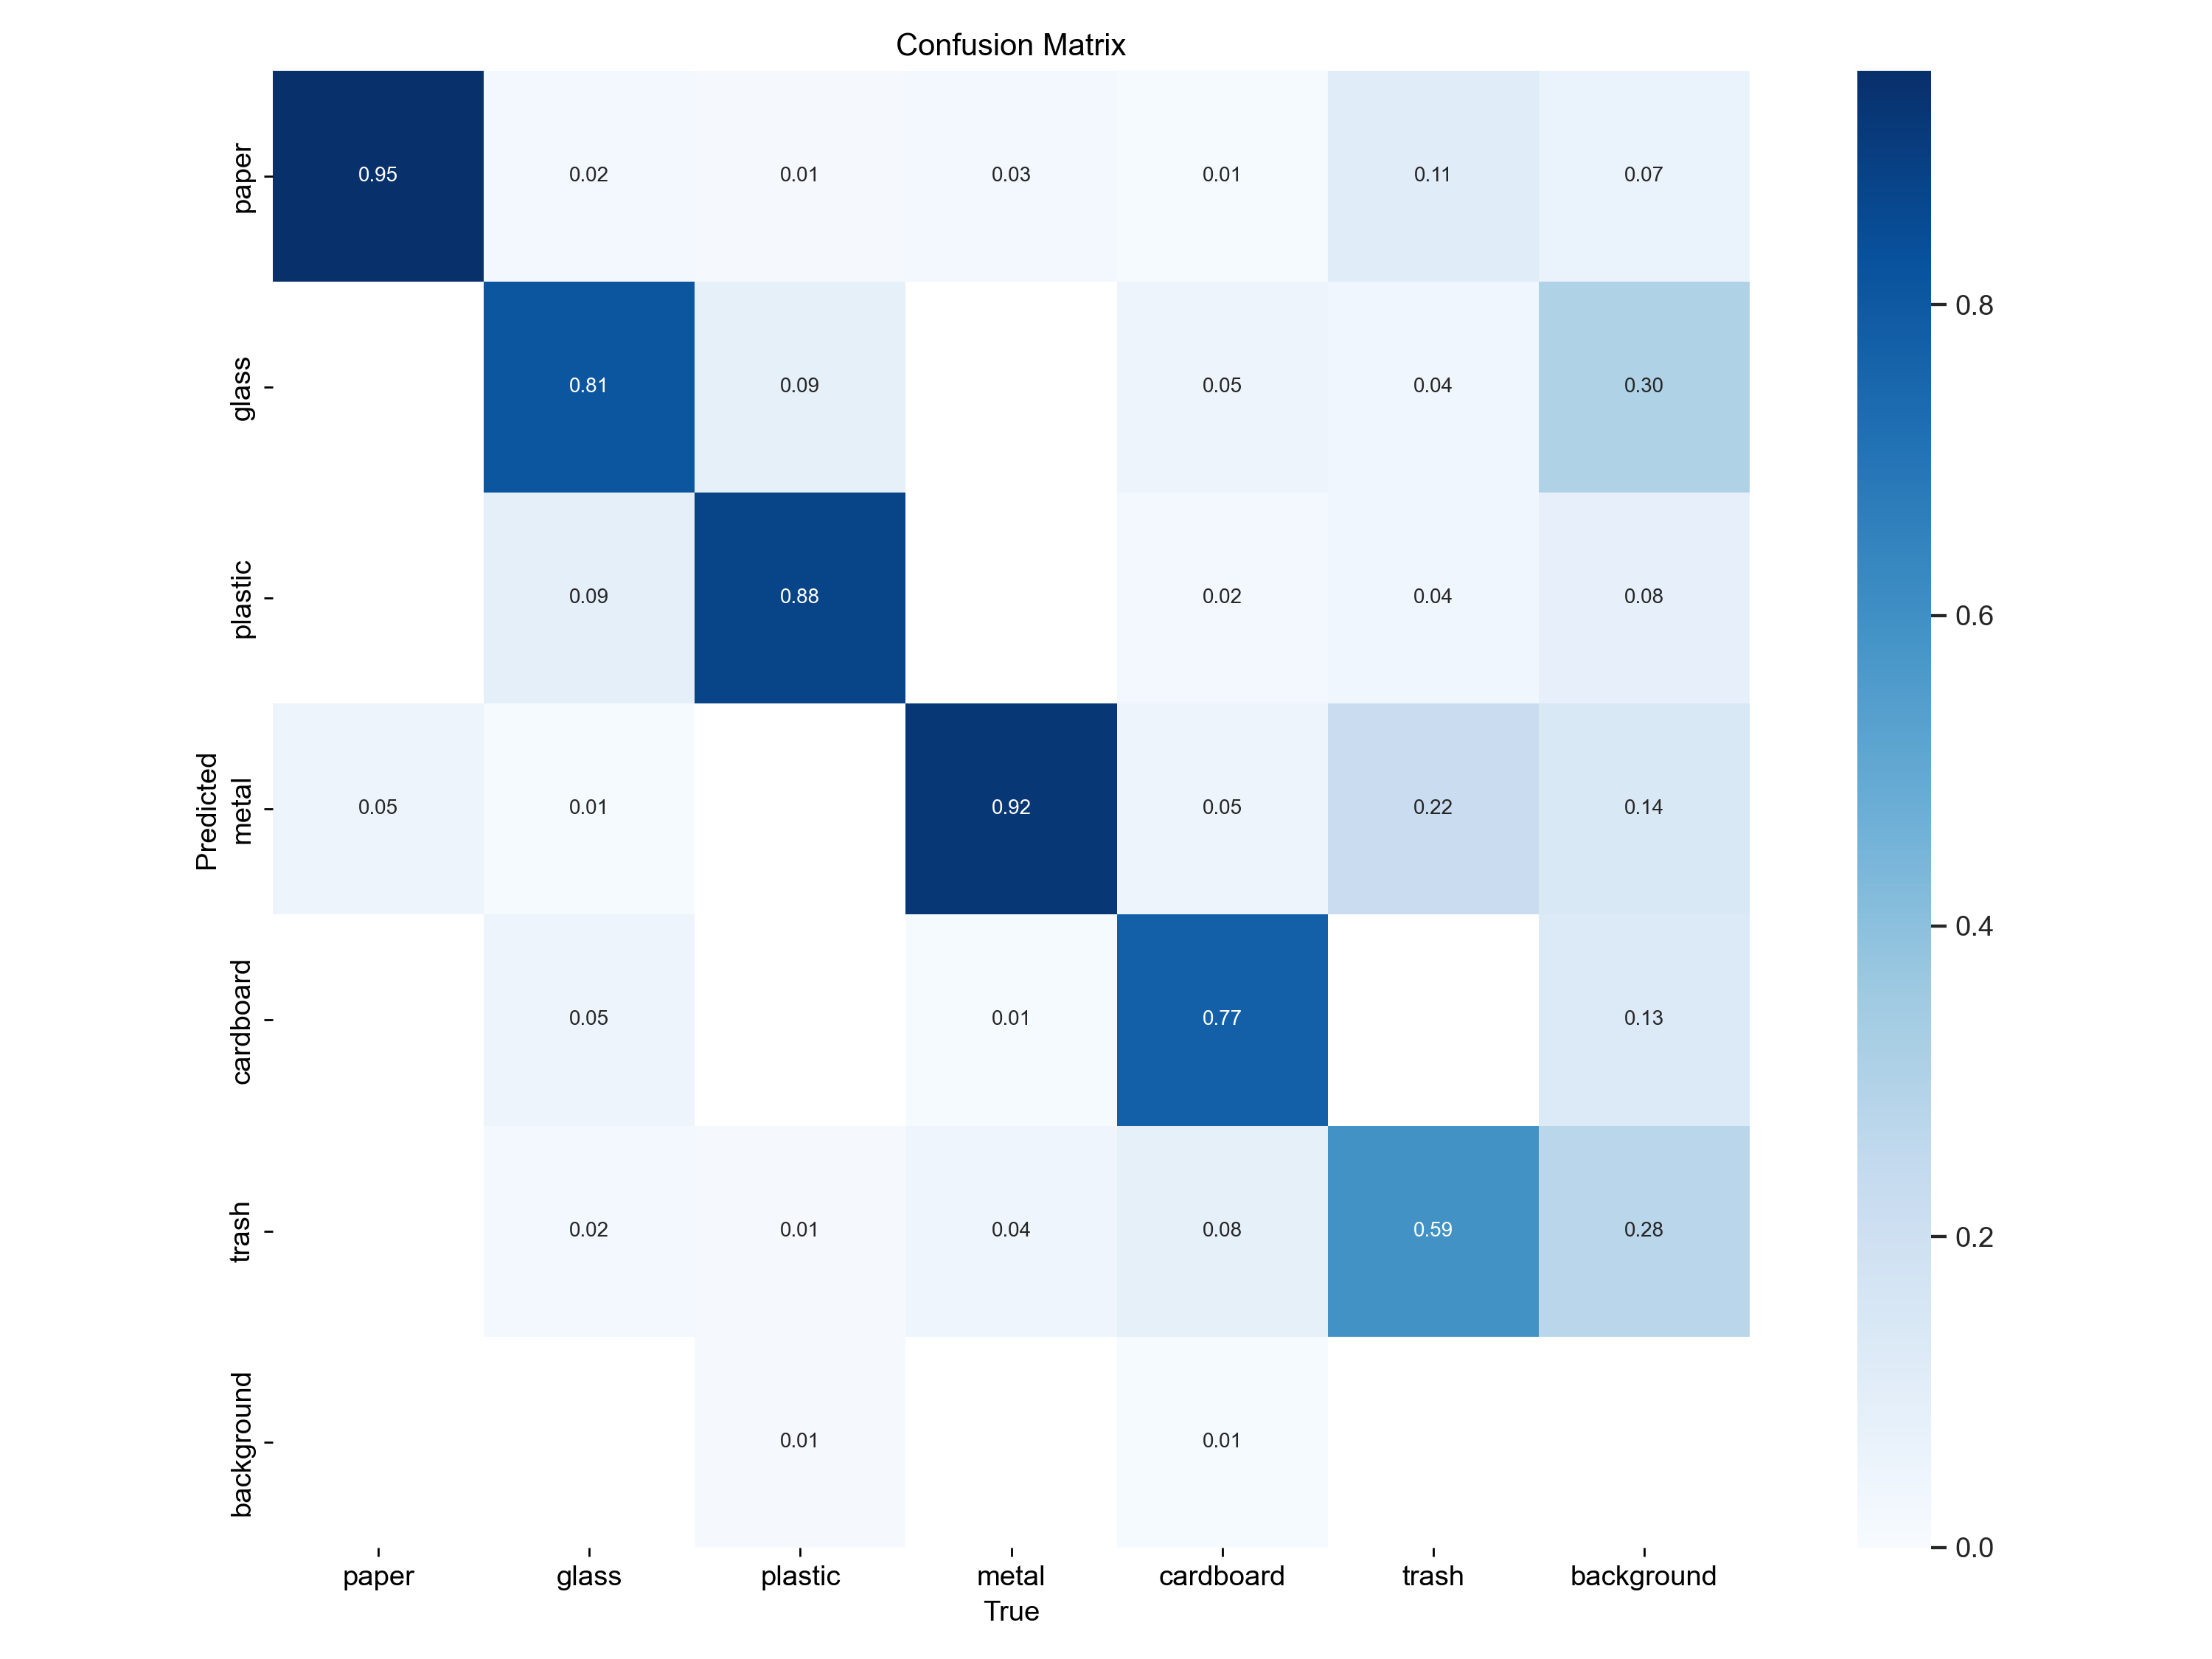 Confusion Matrix
paper 0.95 0.02 0.01 0.03 0.01 0.11 0.07
glass 0.81 0.09 0.05 0.04 0.30
plastic 0.09 0.88 0.02 0.04 0.08
metal 0.05 0.01 0.92 0.05 0.22 0.14
cardboard 0.05 0.01 0.77 0.13
trash 0.02 0.01 0.04 0.08 0.59 0.28
background 0.01 0.01
Predicted
paper glass plastic metal cardboard trash background
True
0.8
0.6
0.4
0.2
0.0